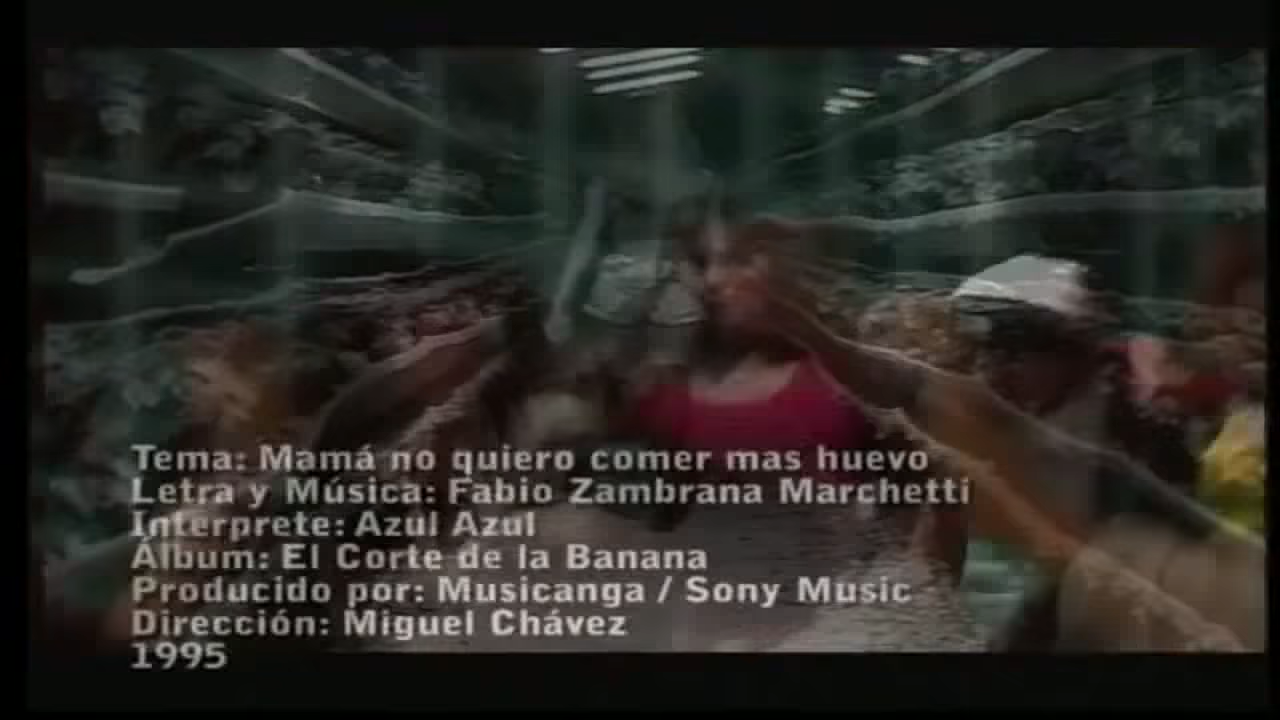 Tema: Mamá no quiero comer mas huevo
Letra y Música: Fabio Zambrana Marchetti
Interprete: Azul Azul
Álbum: El Corte de la Banana
Producido por: Musicanga / Sony Music
Dirección: Miguel Chávez
1995